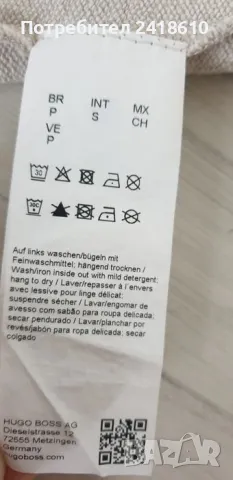 Потребител 2418610
BR INT MX
P S CH
VE
P
30
Auf links waschen/bügeln mit
Feinwaschmittel; hängend trocknen /
Wash/iron inside out with mild detergent;
hang to dry / Laver/repasser à l´envers
avec lessive pour linge délicat;
suspendre sécher / Lavar/engomar de
avesso para roupa delicada;
secar pendurado / Lavar/planchar por
revés/jabón para ropa delicada; secar
colgado
HUGO BOSS AG
Dieselstrasse 12
72555 Metzingen
Germany
hugoboss.com
bazar